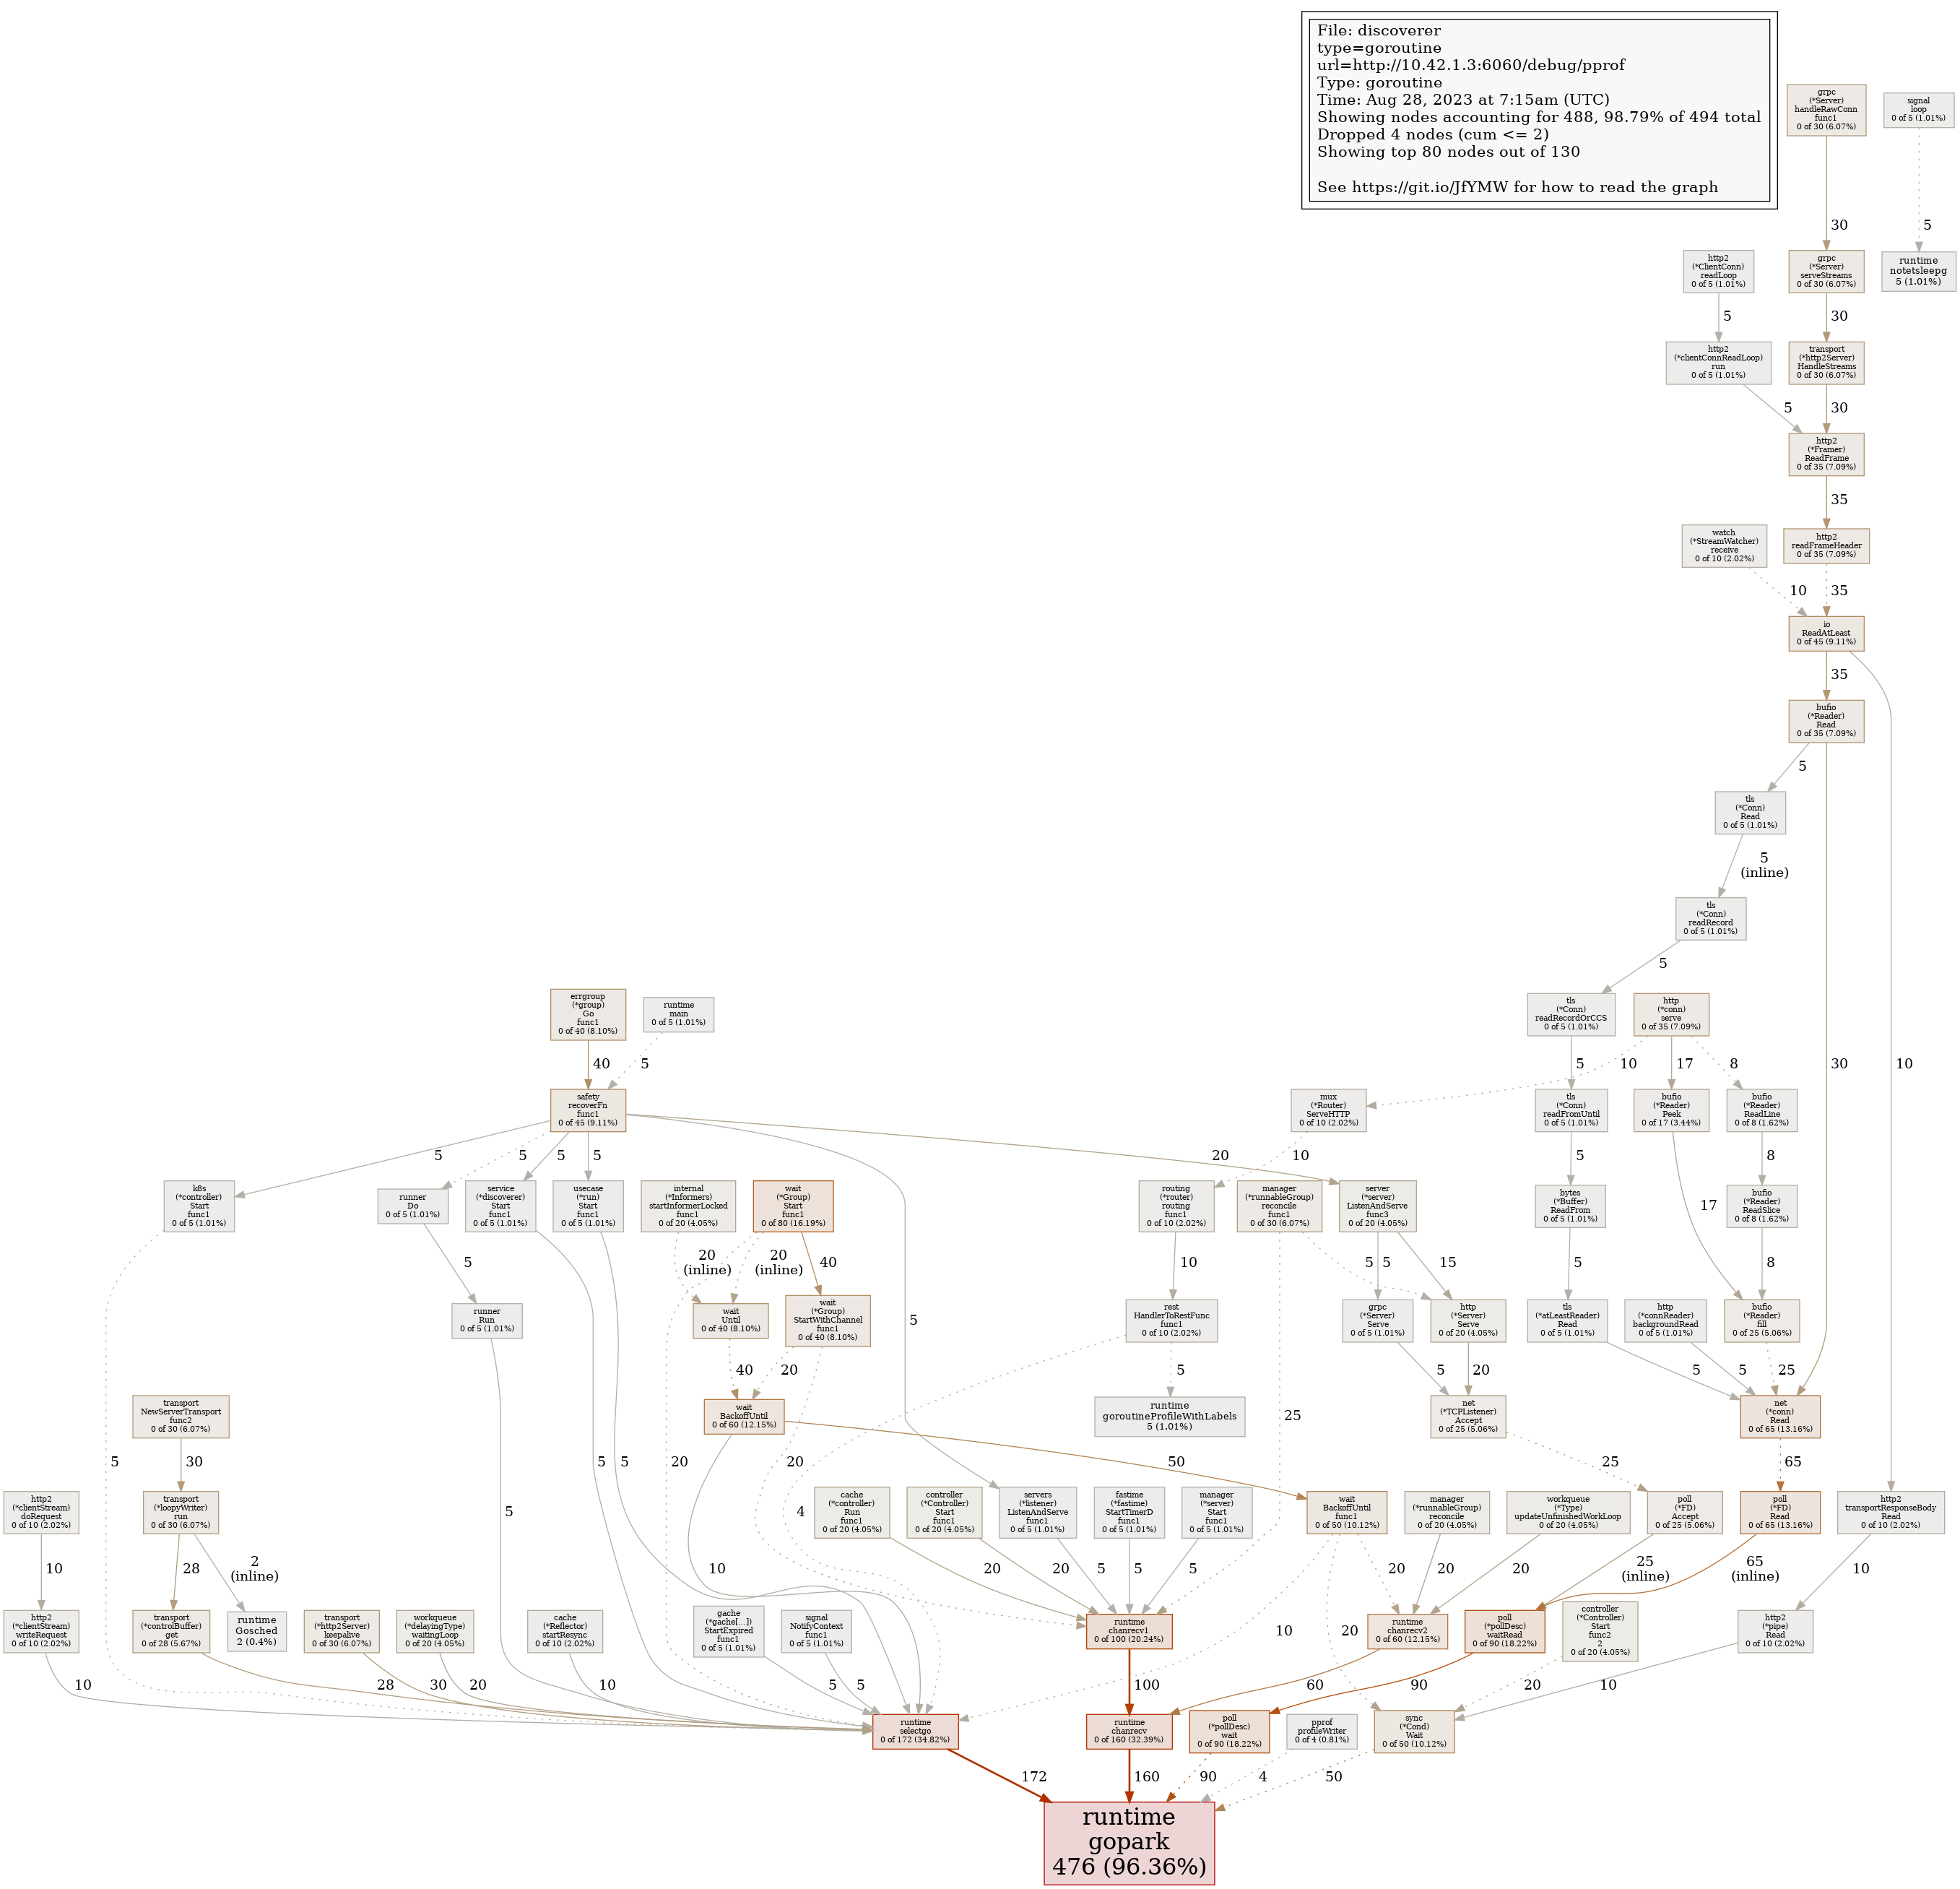 File: discoverer
type=goroutine
url=http://10.42.1.3:6060/debug/pprof
Type: goroutine
Time: Aug 28, 2023 at 7:15am (UTC)
Showing nodes accounting for 488, 98.79% of 494 total
Dropped 4 nodes (cum <= 2)
Showing top 80 nodes out of 130
See https://git.io/JfYMW for how to read the graph
grpc
(*Server)
handleRawConn
func1
0 of 30 (6.07%)
signal
loop
0 of 5 (1.01%)
30
5
http2
(*ClientConn)
readLoop
0 of 5 (1.01%)
grpc
(*Server)
serveStreams
0 of 30 (6.07%)
runtime
notetsleepg
5 (1.01%)
5
30
http2
(*clientConnReadLoop)
run
0 of 5 (1.01%)
transport
(*http2Server)
HandleStreams
0 of 30 (6.07%)
5
30
http2
(*Framer)
ReadFrame
0 of 35 (7.09%)
35
watch
(*StreamWatcher)
receive
0 of 10 (2.02%)
http2
readFrameHeader
0 of 35 (7.09%)
10
35
io
ReadAtLeast
0 of 45 (9.11%)
35
bufio
(*Reader)
Read
0 of 35 (7.09%)
5
tls
(*Conn)
Read
0 of 5 (1.01%)
5
(inline)
tls
(*Conn)
readRecord
0 of 5 (1.01%)
5
errgroup
(*group)
Go
func1
0 of 40 (8.10%)
runtime
main
0 of 5 (1.01%)
tls
(*Conn)
readRecordOrCCS
0 of 5 (1.01%)
http
(*conn)
serve
0 of 35 (7.09%)
40
5
5
10
17
8
30
10
safety
recoverFn
func1
0 of 45 (9.11%)
mux
(*Router)
ServeHTTP
0 of 10 (2.02%)
tls
(*Conn)
readFromUntil
0 of 5 (1.01%)
bufio
(*Reader)
Peek
0 of 17 (3.44%)
bufio
(*Reader)
ReadLine
0 of 8 (1.62%)
5
5
5
5
20
10
5
8
k8s
(*controller)
Start
func1
0 of 5 (1.01%)
runner
Do
0 of 5 (1.01%)
service
(*discoverer)
Start
func1
0 of 5 (1.01%)
usecase
(*run)
Start
func1
0 of 5 (1.01%)
internal
(*Informers)
startInformerLocked
func1
0 of 20 (4.05%)
wait
(*Group)
Start
func1
0 of 80 (16.19%)
routing
(*router)
routing
func1
0 of 10 (2.02%)
manager
(*runnableGroup)
reconcile
func1
0 of 30 (6.07%)
server
(*server)
ListenAndServe
func3
0 of 20 (4.05%)
bytes
(*Buffer)
ReadFrom
0 of 5 (1.01%)
bufio
(*Reader)
ReadSlice
0 of 8 (1.62%)
17
5
20
(inline)
20
(inline)
40
10
5
5
15
5
8
runner
Run
0 of 5 (1.01%)
wait
Until
0 of 40 (8.10%)
wait
(*Group)
StartWithChannel
func1
0 of 40 (8.10%)
5
rest
HandlerToRestFunc
func1
0 of 10 (2.02%)
grpc
(*Server)
Serve
0 of 5 (1.01%)
http
(*Server)
Serve
0 of 20 (4.05%)
tls
(*atLeastReader)
Read
0 of 5 (1.01%)
http
(*connReader)
backgroundRead
0 of 5 (1.01%)
bufio
(*Reader)
fill
0 of 25 (5.06%)
40
20
5
5
20
5
5
25
transport
NewServerTransport
func2
0 of 30 (6.07%)
wait
BackoffUntil
0 of 60 (12.15%)
runtime
goroutineProfileWithLabels
5 (1.01%)
25
net
(*TCPListener)
Accept
0 of 25 (5.06%)
net
(*conn)
Read
0 of 65 (13.16%)
5
30
5
5
20
20
50
25
65
http2
(*clientStream)
doRequest
0 of 10 (2.02%)
transport
(*loopyWriter)
run
0 of 30 (6.07%)
5
4
cache
(*controller)
Run
func1
0 of 20 (4.05%)
controller
(*Controller)
Start
func1
0 of 20 (4.05%)
servers
(*listener)
ListenAndServe
func1
0 of 5 (1.01%)
fastime
(*fastime)
StartTimerD
func1
0 of 5 (1.01%)
manager
(*server)
Start
func1
0 of 5 (1.01%)
wait
BackoffUntil
func1
0 of 50 (10.12%)
manager
(*runnableGroup)
reconcile
0 of 20 (4.05%)
workqueue
(*Type)
updateUnfinishedWorkLoop
0 of 20 (4.05%)
poll
(*FD)
Accept
0 of 25 (5.06%)
poll
(*FD)
Read
0 of 65 (13.16%)
http2
transportResponseBody
Read
0 of 10 (2.02%)
10
28
2
(inline)
10
20
20
5
5
5
20
20
20
25
(inline)
65
(inline)
10
http2
(*clientStream)
writeRequest
0 of 10 (2.02%)
transport
(*controlBuffer)
get
0 of 28 (5.67%)
runtime
Gosched
2 (0.4%)
transport
(*http2Server)
keepalive
0 of 30 (6.07%)
workqueue
(*delayingType)
waitingLoop
0 of 20 (4.05%)
cache
(*Reflector)
startResync
0 of 10 (2.02%)
gache
(*gache[...])
StartExpired
func1
0 of 5 (1.01%)
signal
NotifyContext
func1
0 of 5 (1.01%)
runtime
chanrecv1
0 of 100 (20.24%)
10
20
runtime
chanrecv2
0 of 60 (12.15%)
poll
(*pollDesc)
waitRead
0 of 90 (18.22%)
controller
(*Controller)
Start
func2
2
0 of 20 (4.05%)
http2
(*pipe)
Read
0 of 10 (2.02%)
10
28
30
20
10
5
5
100
60
90
20
10
runtime
selectgo
0 of 172 (34.82%)
runtime
chanrecv
0 of 160 (32.39%)
poll
(*pollDesc)
wait
0 of 90 (18.22%)
pprof
profileWriter
0 of 4 (0.81%)
sync
(*Cond)
Wait
0 of 50 (10.12%)
172
160
90
4
50
runtime
gopark
476 (96.36%)